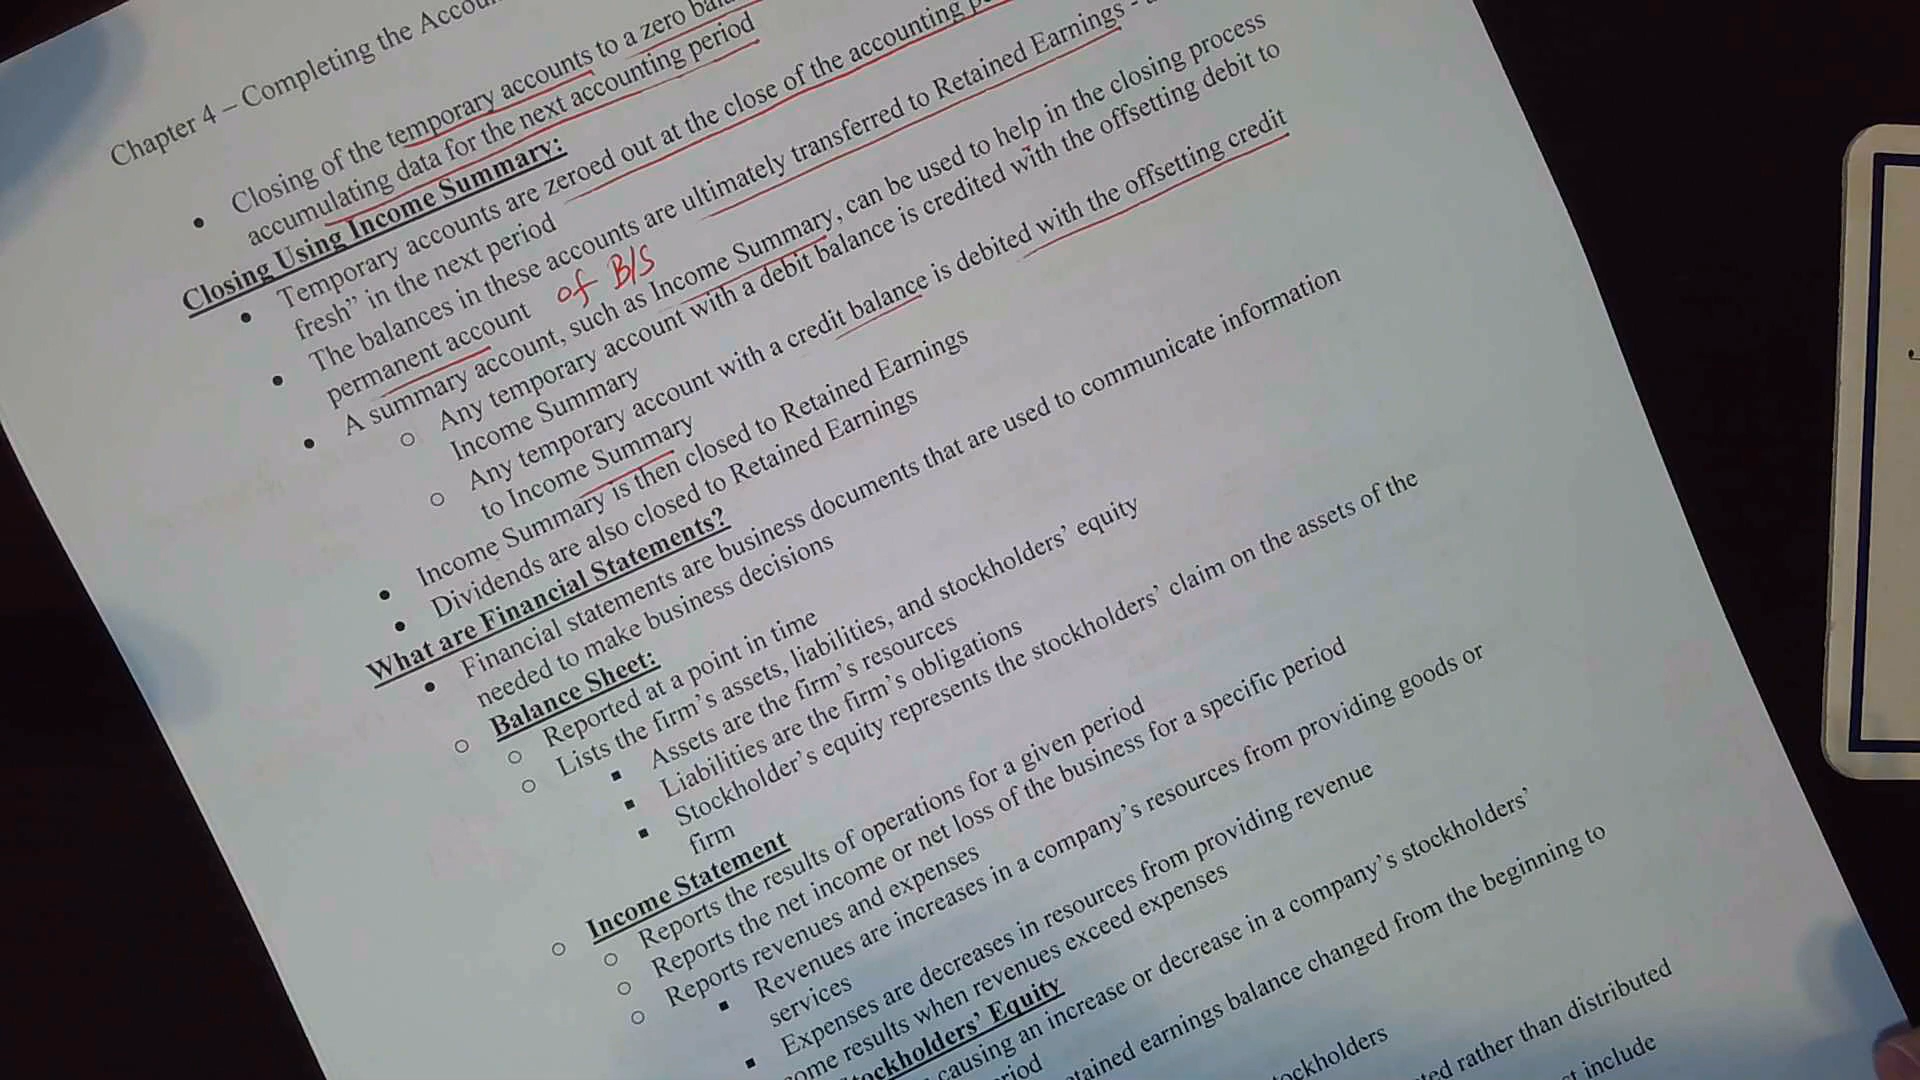 Chapter 4 – Completing the
• Closing of the temporary accounts to a zero
accumulating data for the next accounting period
Closing Using Income Summary:
• Temporary accounts are zeroed out at the close of the accounting
fresh” in the next period
• The balances in these accounts are ultimately transferred to Retained Earnings -
permanent account of B/S
• A summary account, such as Income Summary, can be used to help in the closing process
○ Any temporary account with a debit balance is credited with the offsetting debit to
Income Summary
○ Any temporary account with a credit balance is debited with the offsetting credit
to Income Summary
• Income Summary is then closed to Retained Earnings
• Dividends are also closed to Retained Earnings
What are Financial Statements?
• Financial statements are business documents that are used to communicate information
needed to make business decisions
○ Balance Sheet:
○ Reported at a point in time
○ Lists the firm’s assets, liabilities, and stockholders’ equity
▪ Assets are the firm’s resources
▪ Liabilities are the firm’s obligations
▪ Stockholder’s equity represents the stockholders’ claim on the assets of the
firm
○ Income Statement
○ Reports the results of operations for a given period
○ Reports the net income or net loss of the business for a specific period
○ Reports revenues and expenses
▪ Revenues are increases in a company’s resources from providing goods or
services
▪ Expenses are decreases in resources from providing revenue
results when revenues exceed expenses
Equity
causing an increase or decrease in a company’s stockholders’
earnings balance changed from the beginning to
rather than distributed
include